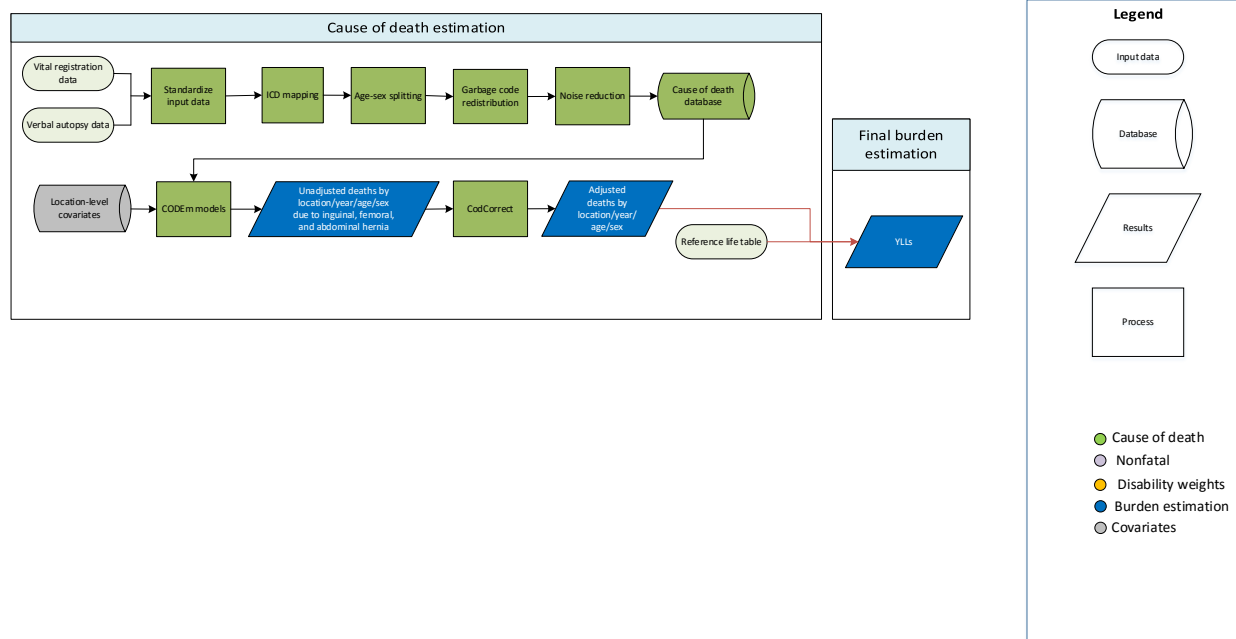 Cause of death estimation
Vital registration
data
Verbal autopsy data
Standardize
input data
ICD mapping
Age-sex splitting
Garbage code
redistribution
Noise reduction
Cause of death
database
Location-level
covariates
CODEm models
Unadjusted deaths by
location/year/age/sex
due to inguinal, femoral,
and abdominal hernia
CodCorrect
Adjusted
deaths by
location/year/
age/sex
Reference life table
Final burden
estimation
YLLs
Legend
Input data
Database
Results
Process
Cause of death
Nonfatal
Disability weights
Burden estimation
Covariates